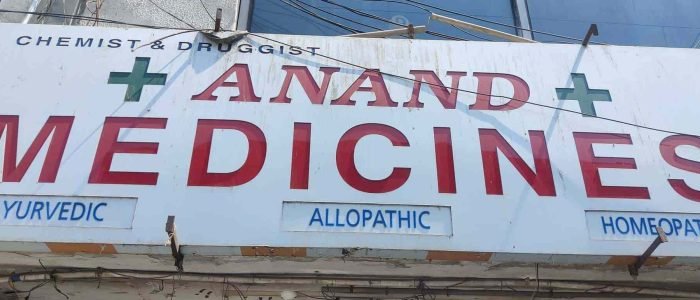 CHEMIST & DRUGGIST
ANAND
MEDICINES
YURVEDIC ALLOPATHIC HOMEOPAT